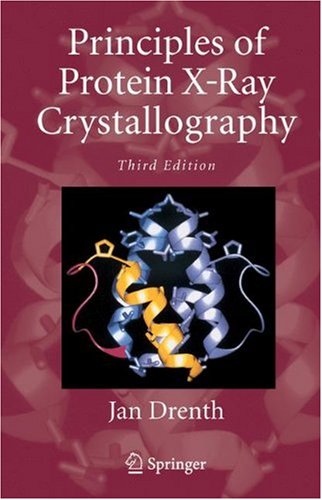 Principles of
Protein X-Ray
Crystallography
Third Edition
Jan Drenth
Springer